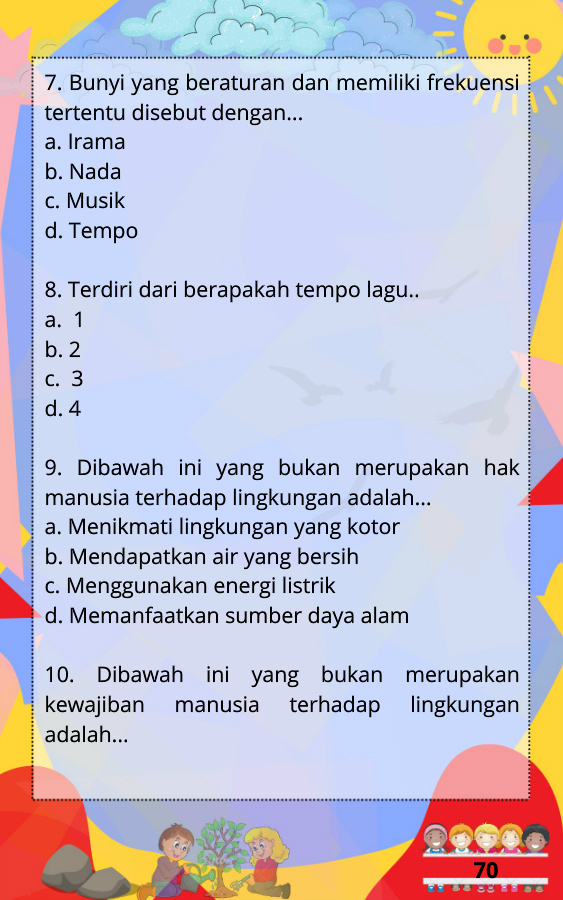 7. Bunyi yang beraturan dan memiliki frekuensi
tertentu disebut dengan...
a. Irama
b. Nada
c. Musik
d. Tempo
8. Terdiri dari berapakah tempo lagu..
a. 1
b. 2
c. 3
d. 4
9. Dibawah ini yang bukan merupakan hak
manusia terhadap lingkungan adalah...
a. Menikmati lingkungan yang kotor
b. Mendapatkan air yang bersih
c. Menggunakan energi listrik
d. Memanfaatkan sumber daya alam
10. Dibawah ini yang bukan merupakan
kewajiban manusia terhadap lingkungan
adalah...
70